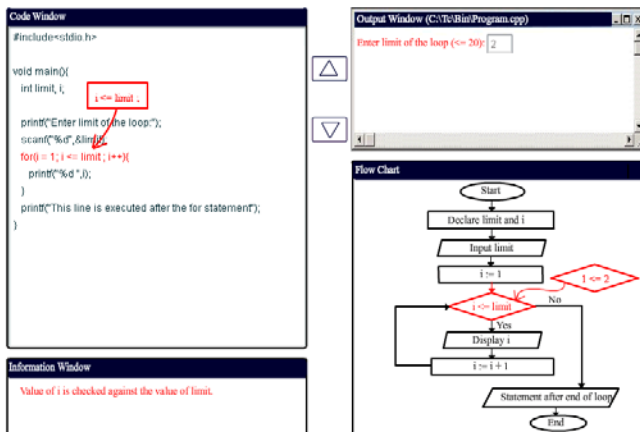 Code Window
#include<stdio.h>
void main(){
int limit, i;
i <= limit ;
printf("Enter limit of the loop:");
scanf("%d",&limit);
for(i = 1; i <= limit ; i++){
printf("%d ",i);
}
printf("This line is executed after the for statement");
}
Information Window
Value of i is checked against the value of limit.
Output Window (C:\Tc\Bin\Program.cpp)
Enter limit of the loop (<= 20): 2
Flow Chart
Start
Declare limit and i
Input limit
i := 1
1 <= 2
i <= limit
No
Yes
Display i
i := i + 1
Statement after end of loop
End